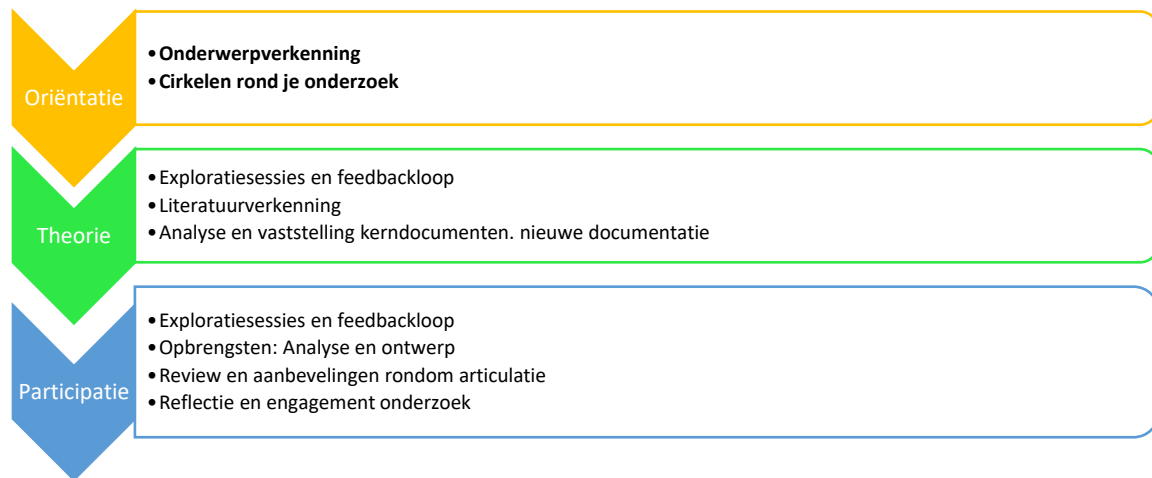 Oriëntatie
•Onderwerpverkenning
•Cirkelen rond je onderzoek
Theorie
•Exploratiesessies en feedbackloop
•Literatuurverkenning
•Analyse en vaststelling kerndocumenten. nieuwe documentatie
Participatie
•Exploratiesessies en feedbackloop
•Opbrengsten: Analyse en ontwerp
•Review en aanbevelingen rondom articulatie
•Reflectie en engagement onderzoek